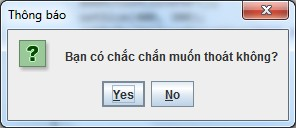 Thông báo
?
Bạn có chắc chắn muốn thoát không?
Yes No